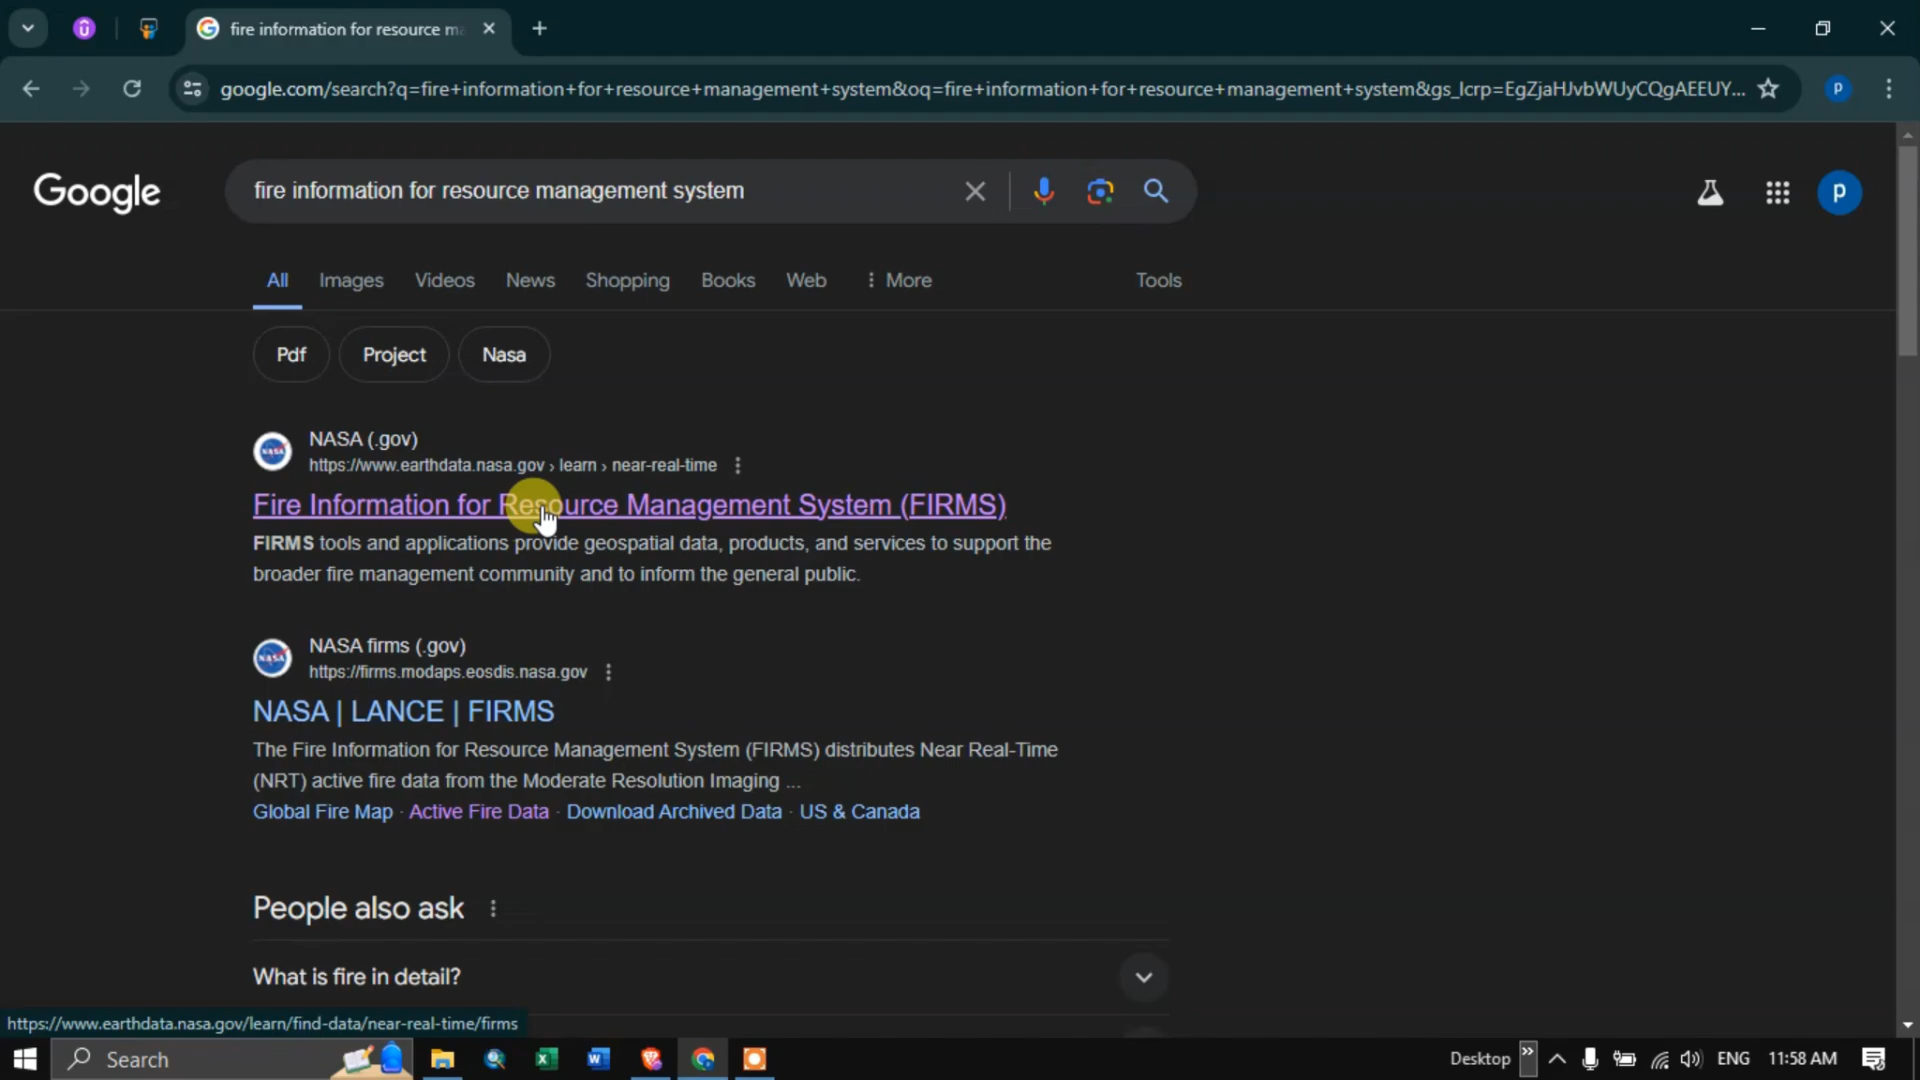 fire information for resource ma
google.com/search?q=fire+information+for+resource+management+system&oq=fire+information+for+resource+management+system&gs_lcrp=EgZjaHJvbWUyCQgAEEUY...
p
Google
fire information for resource management system
p
All Images Videos News Shopping Books Web More Tools
Pdf Project Nasa
NASA (.gov)
https://www.earthdata.nasa.gov › learn › near-real-time
Fire Information for Resource Management System (FIRMS)
FIRMS tools and applications provide geospatial data, products, and services to support the
broader fire management community and to inform the general public.
NASA firms (.gov)
https://firms.modaps.eosdis.nasa.gov
NASA | LANCE | FIRMS
The Fire Information for Resource Management System (FIRMS) distributes Near Real-Time
(NRT) active fire data from the Moderate Resolution Imaging ...
Global Fire Map · Active Fire Data · Download Archived Data · US & Canada
People also ask
What is fire in detail?
https://www.earthdata.nasa.gov/learn/find-data/near-real-time/firms
Search Desktop ENG 11:58 AM